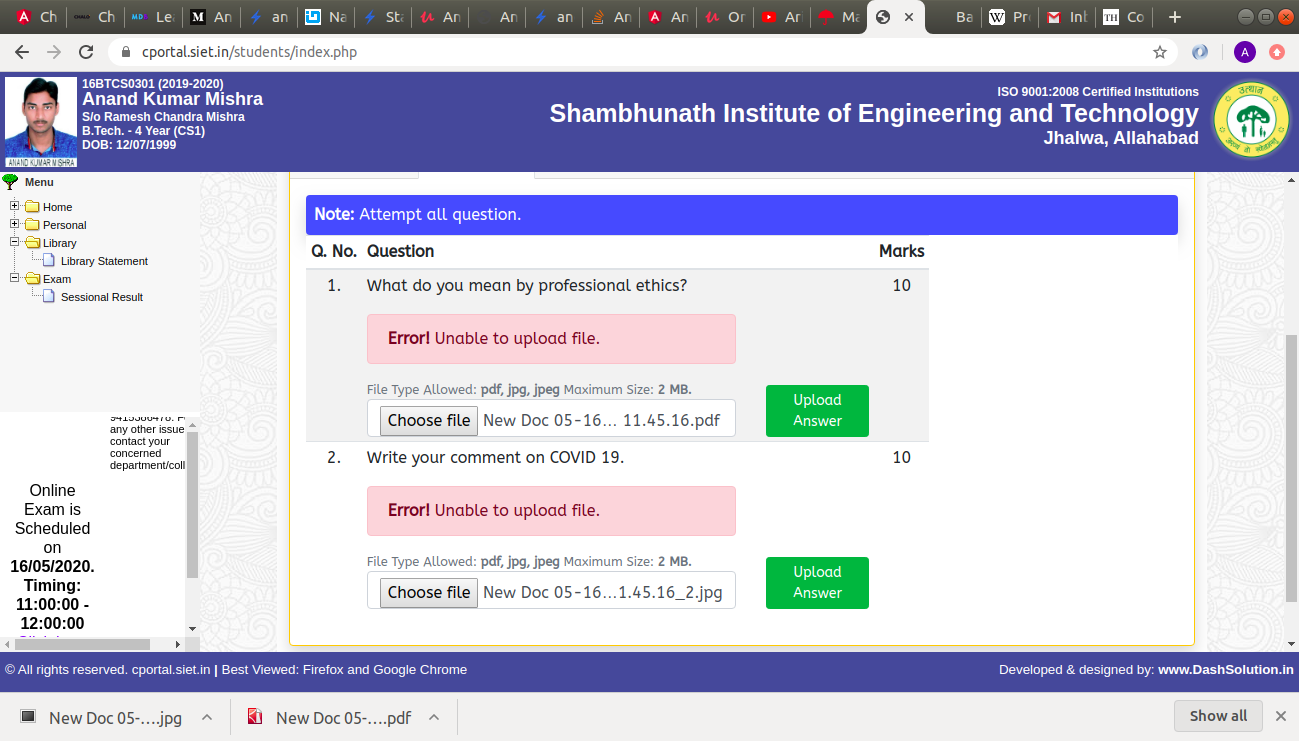 Ch
Ch
Lea
An
an
Na
Sta
An
An
an
An
An
Or
Ar
Ma
Ba
Pr
Inb
Co
cportal.siet.in/students/index.php
16BTCS0301 (2019-2020)
Anand Kumar Mishra
S/o Ramesh Chandra Mishra
B.Tech. - 4 Year (CS1)
DOB: 12/07/1999
ANAND KUMAR MISHRA
ISO 9001:2008 Certified Institutions
Shambhunath Institute of Engineering and Technology
Jhalwa, Allahabad
Menu
Home
Personal
Library
Library Statement
Exam
Sessional Result
any other issue
contact your
concerned
department/coll
Online
Exam is
Scheduled
on
16/05/2020.
Timing:
11:00:00 -
12:00:00
Note: Attempt all question.
Q. No. Question Marks
1. What do you mean by professional ethics? 10
Error! Unable to upload file.
File Type Allowed: pdf, jpg, jpeg Maximum Size: 2 MB.
Choose file New Doc 05-16... 11.45.16.pdf
Upload
Answer
2. Write your comment on COVID 19. 10
Error! Unable to upload file.
File Type Allowed: pdf, jpg, jpeg Maximum Size: 2 MB.
Choose file New Doc 05-16...1.45.16_2.jpg
Upload
Answer
© All rights reserved. cportal.siet.in | Best Viewed: Firefox and Google Chrome
Developed & designed by: www.DashSolution.in
New Doc 05-....jpg
New Doc 05-....pdf
Show all